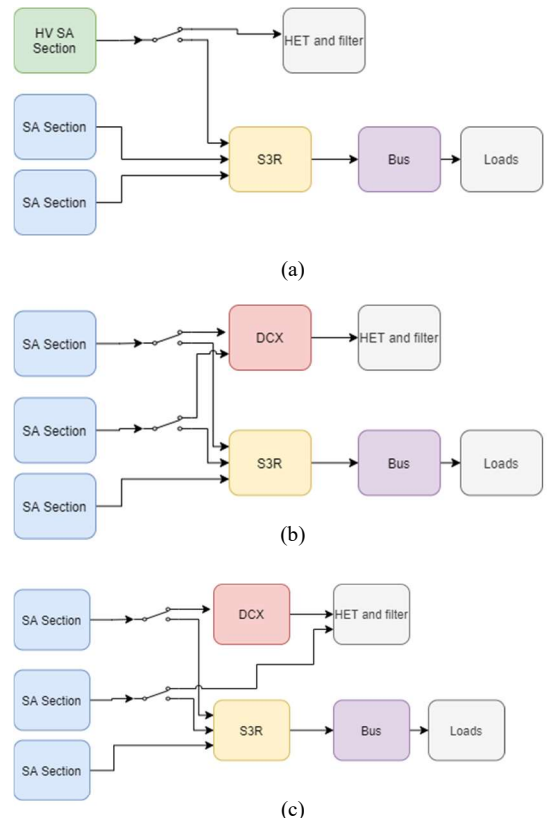 HV SA
Section
HET and filter
SA Section
S3R
Bus
Loads
SA Section
(a)
SA Section
DCX
HET and filter
SA Section
S3R
Bus
Loads
SA Section
(b)
SA Section
DCX
HET and filter
SA Section
S3R
Bus
Loads
SA Section
(c)